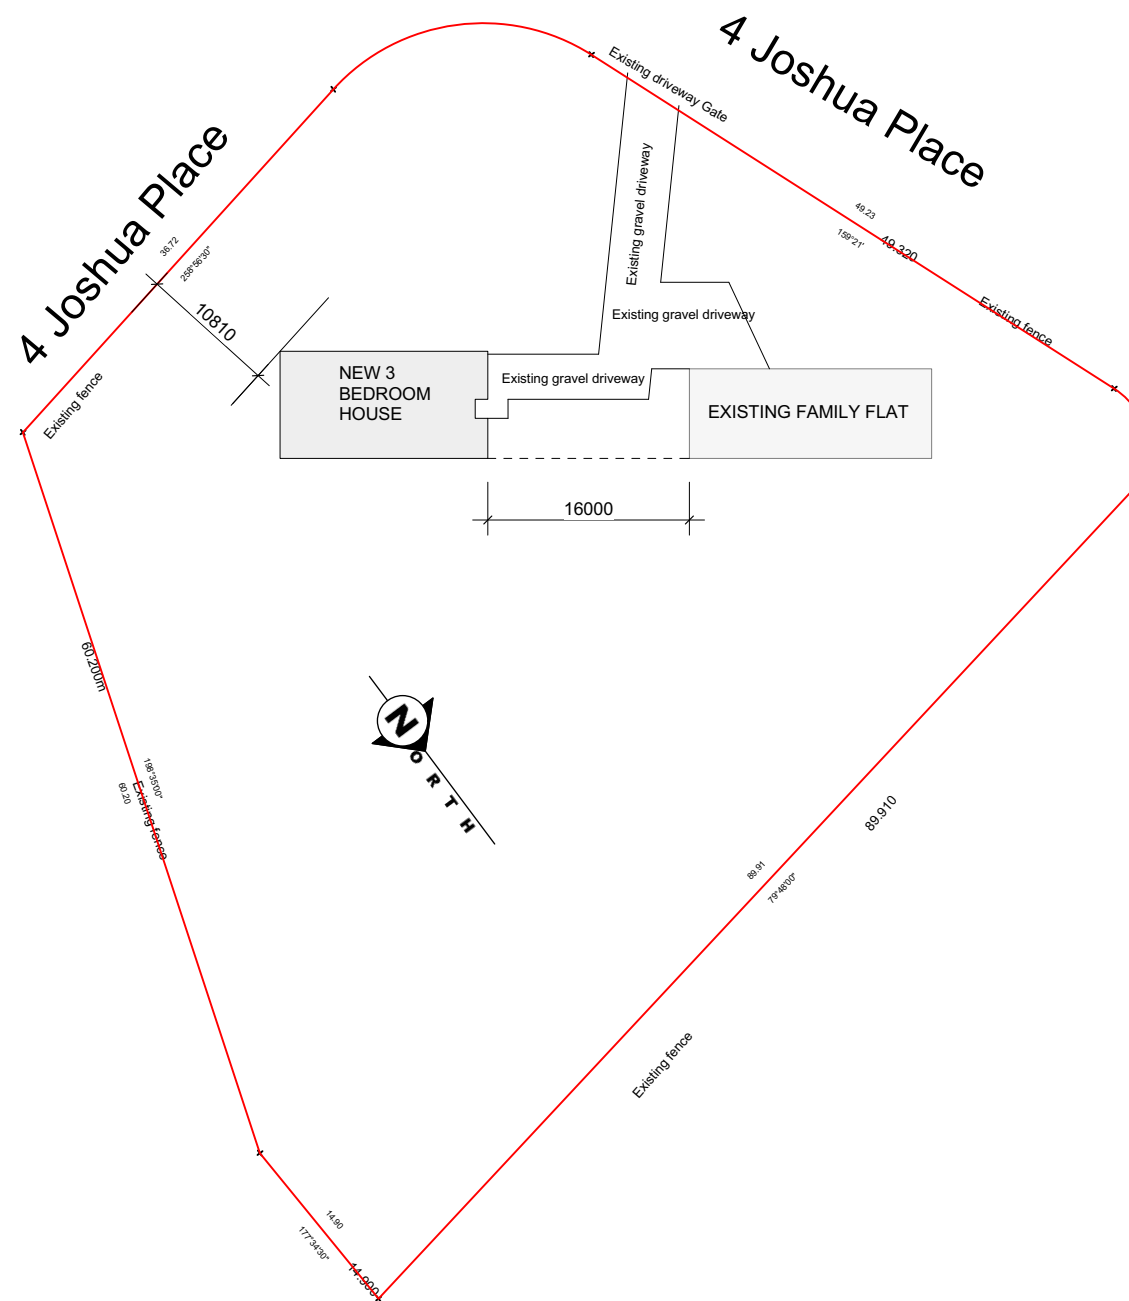 4 Joshua Place
Existing driveway Gate
4 Joshua Place
Existing gravel driveway
49.23
159°21'
49.320
36.72
258°56'30"
10810
Existing gravel driveway
Existing fence
Existing fence
NEW 3
BEDROOM
HOUSE
Existing gravel driveway
EXISTING FAMILY FLAT
16000
60.200m
198°35'00"
60.20
Existing fence
N
ORTH
89.910
89.91
79°48'00"
Existing fence
14.90
177°34'30"
14.900